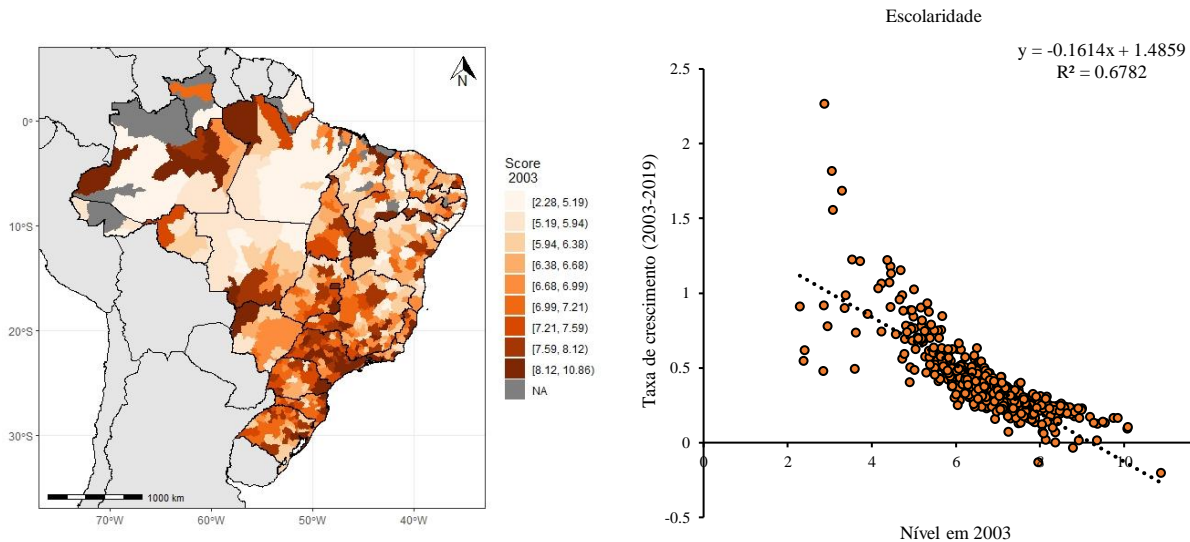 N
0°
10°S
20°S
30°S
1000 km
70°W
60°W
50°W
40°W
Score
2003
[2.28, 5.19)
[5.19, 5.94)
[5.94, 6.38)
[6.38, 6.68)
[6.68, 6.99)
[6.99, 7.21)
[7.21, 7.59)
[7.59, 8.12)
[8.12, 10.86]
NA
Escolaridade
y = -0.1614x + 1.4859
R² = 0.6782
Taxa de crescimento (2003-2019)
2.5
2
1.5
1
0.5
0
-0.5
0
2
4
6
8
10
Nível em 2003